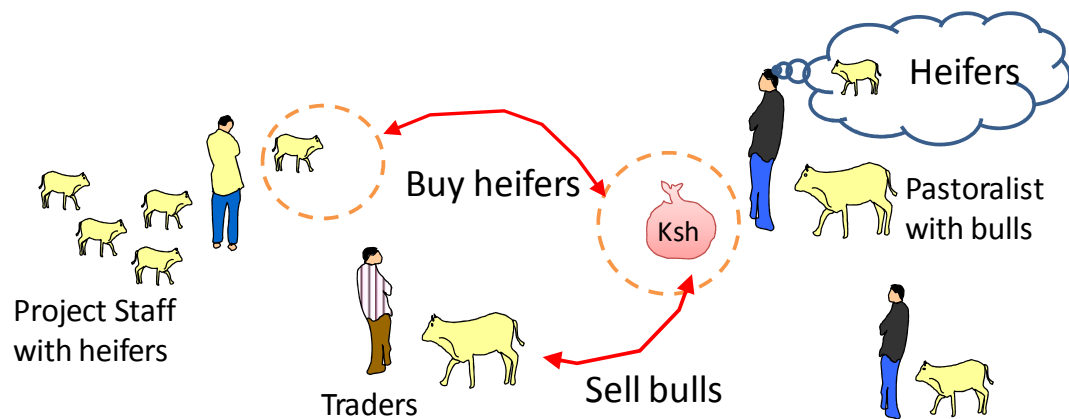 Heifers
Buy heifers
Ksh
Pastoralist
with bulls
Project Staff
with heifers
Traders
Sell bulls